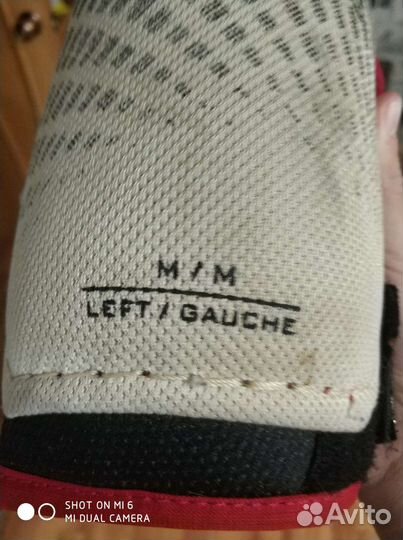 M / M
LEFT / GAUCHE
SHOT ON MI 6
MI DUAL CAMERA
Avito